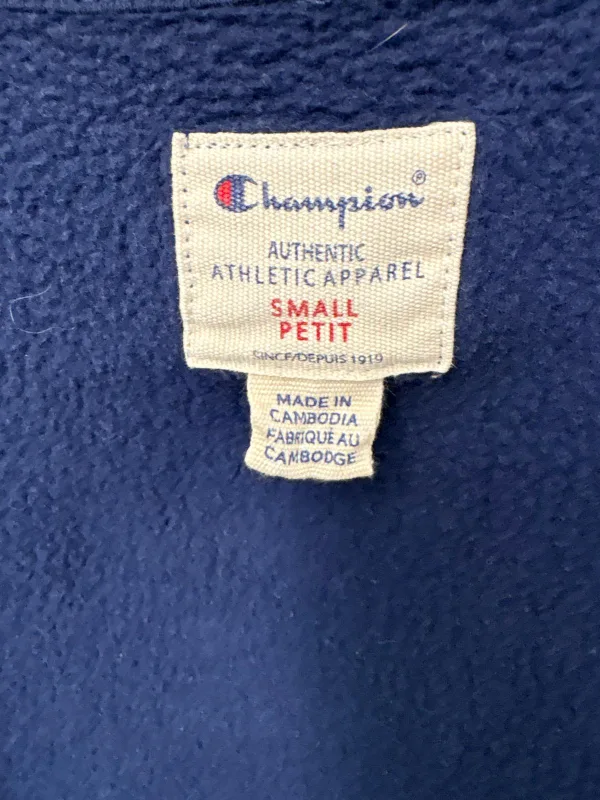 Champion®
AUTHENTIC
ATHLETIC APPAREL
SMALL
PETIT
SINCE/DEPUIS 1919
MADE IN
CAMBODIA
FABRIQUÉ AU
CAMBODGE